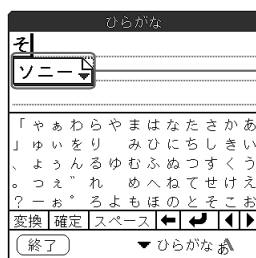 ひらがな
そ
ソニー
「 ゃ ぁ わ ら や ま は な た さ か あ
」 ゅ ぃ を り み ひ に ち し き い
、 ょ ぅ ん る ゆ む ふ ぬ つ す く う
。 っ ぇ ゛ れ め へ ね て せ け え
? ー ぉ ゜ ろ よ も ほ の と そ こ お
変換 確定 スペース
終了 ひらがな あA